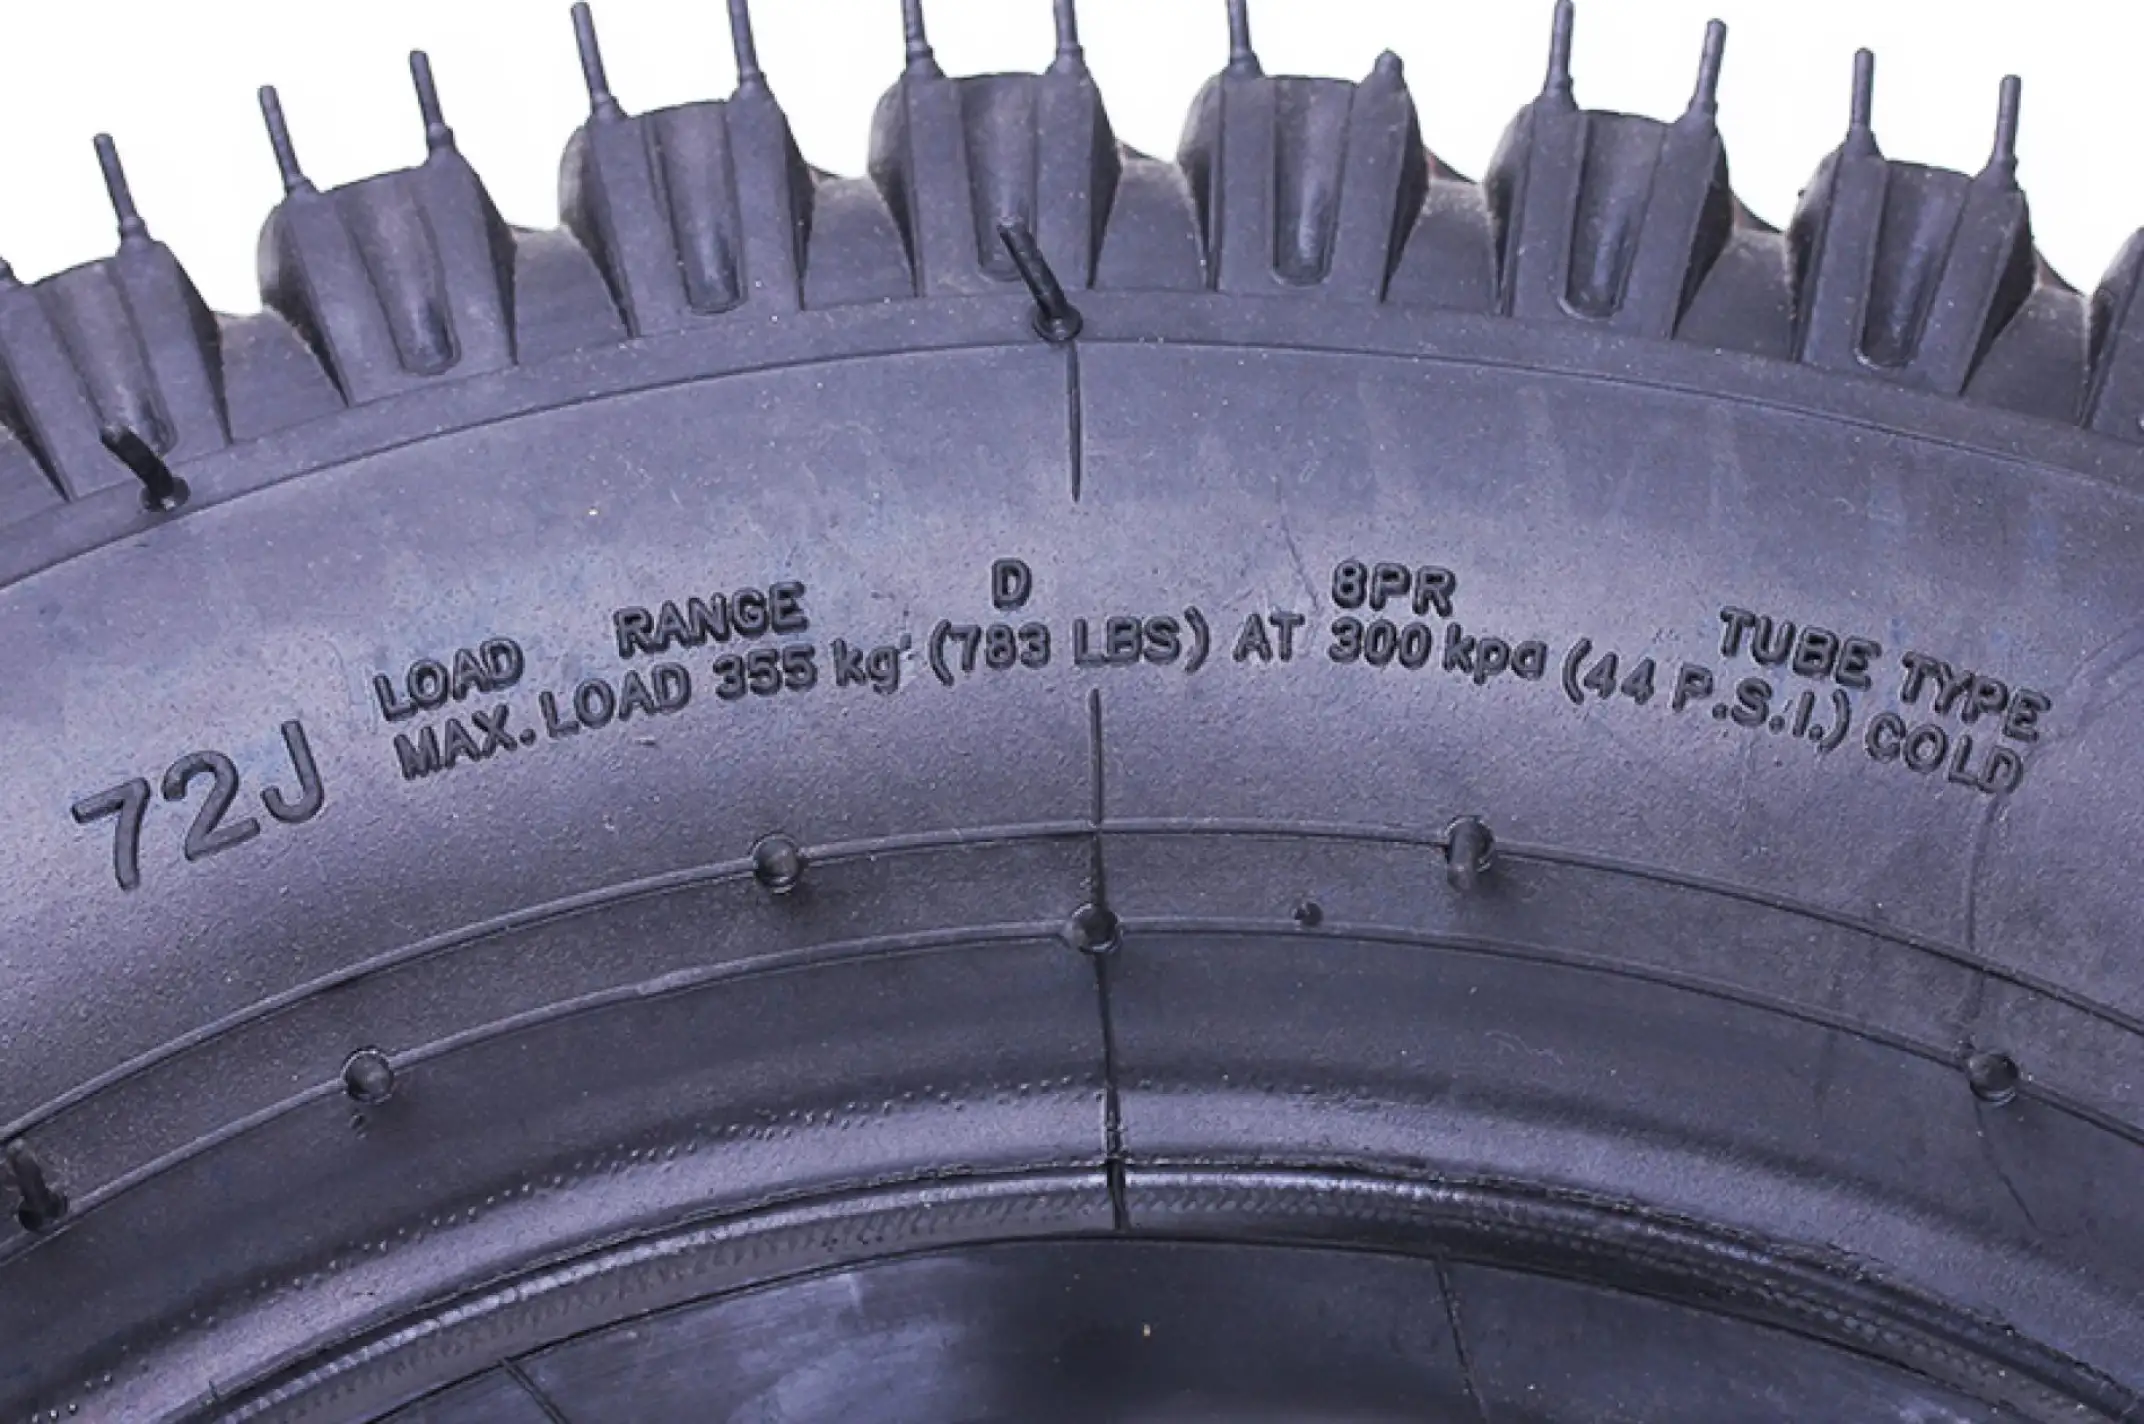 72J
LOAD RANGE D 8PR TUBE TYPE
MAX. LOAD 355 kg (783 LBS) AT 300 kpa (44 P.S.I.) COLD